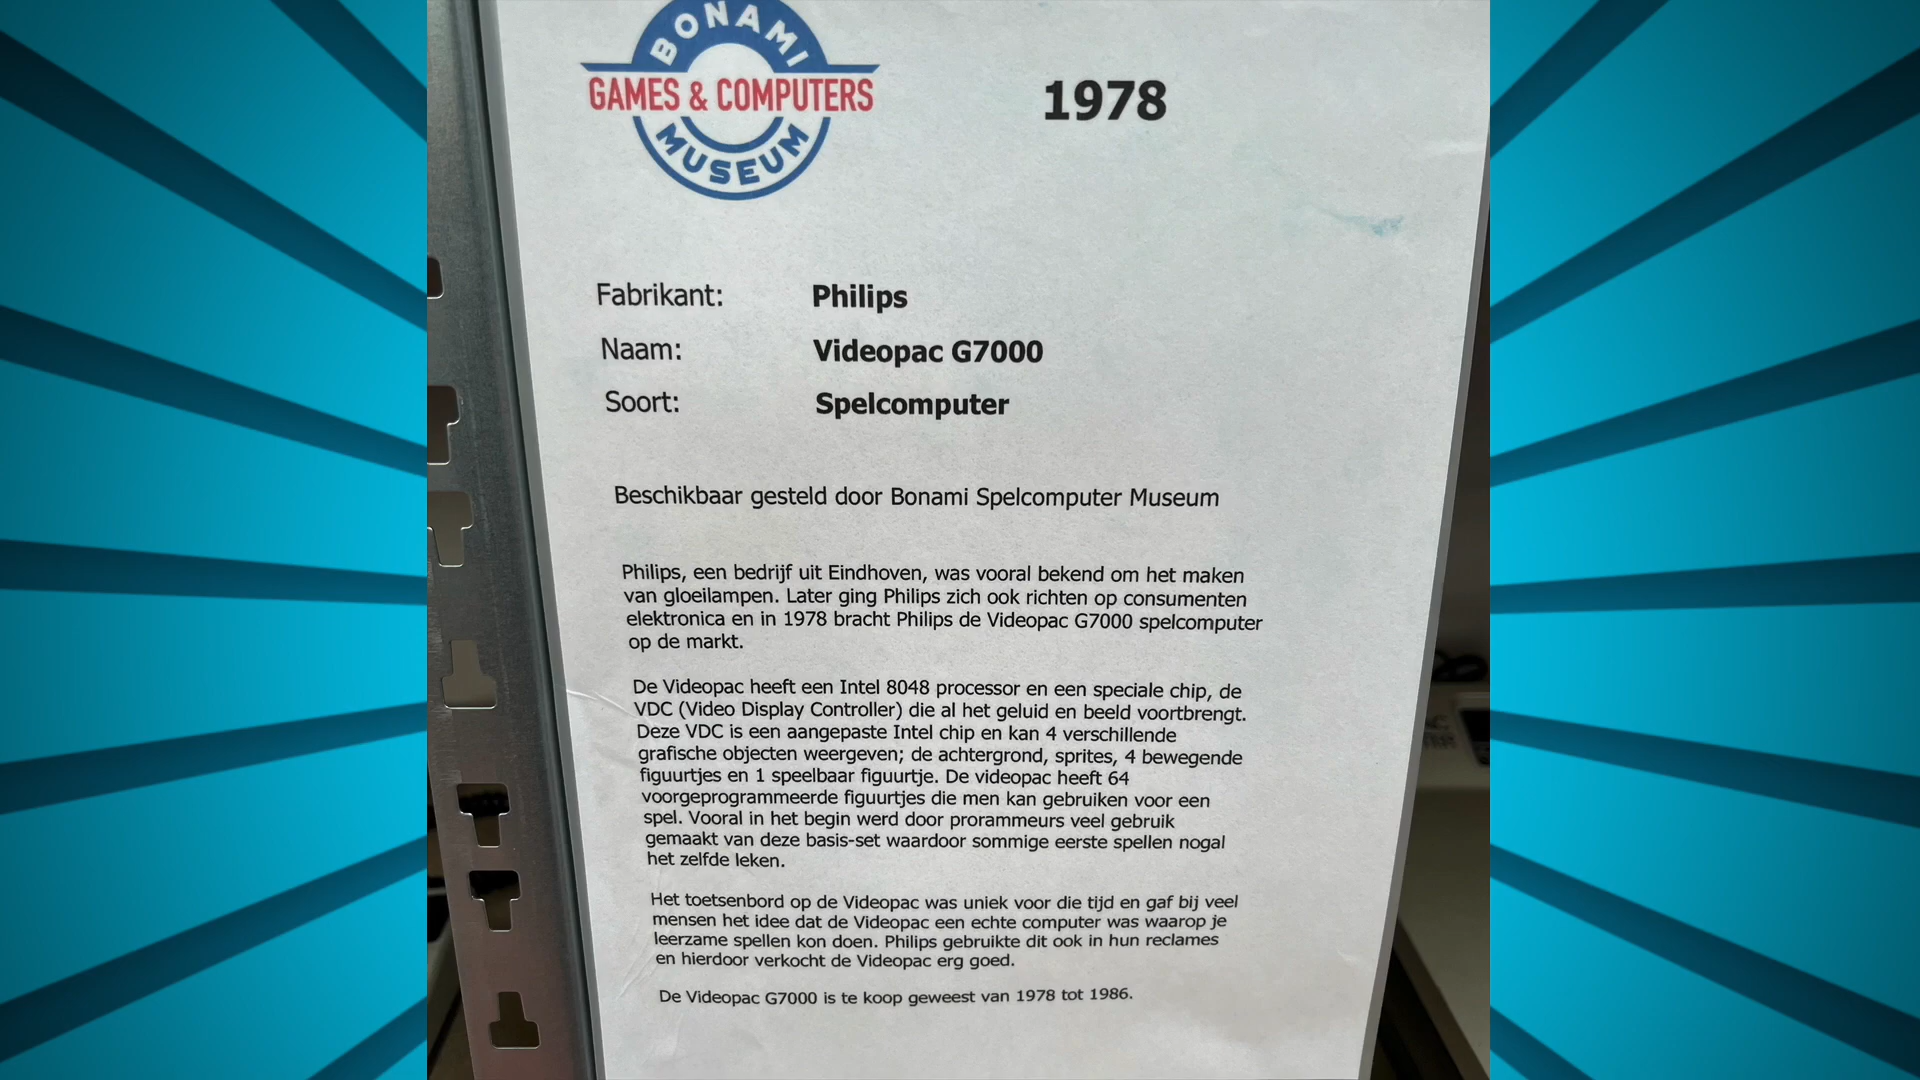 BONAMI
GAMES & COMPUTERS
MUSEUM
1978
Fabrikant: Philips
Naam: Videopac G7000
Soort: Spelcomputer
Beschikbaar gesteld door Bonami Spelcomputer Museum
Philips, een bedrijf uit Eindhoven, was vooral bekend om het maken
van gloeilampen. Later ging Philips zich ook richten op consumenten
elektronica en in 1978 bracht Philips de Videopac G7000 spelcomputer
op de markt.
De Videopac heeft een Intel 8048 processor en een speciale chip, de
VDC (Video Display Controller) die al het geluid en beeld voortbrengt.
Deze VDC is een aangepaste Intel chip en kan 4 verschillende
grafische objecten weergeven; de achtergrond, sprites, 4 bewegende
figuurtjes en 1 speelbaar figuurtje. De videopac heeft 64
voorgeprogrammeerde figuurtjes die men kan gebruiken voor een
spel. Vooral in het begin werd door prorammeurs veel gebruik
gemaakt van deze basis-set waardoor sommige eerste spellen nogal
het zelfde leken.
Het toetsenbord op de Videopac was uniek voor die tijd en gaf bij veel
mensen het idee dat de Videopac een echte computer was waarop je
leerzame spellen kon doen. Philips gebruikte dit ook in hun reclames
en hierdoor verkocht de Videopac erg goed.
De Videopac G7000 is te koop geweest van 1978 tot 1986.